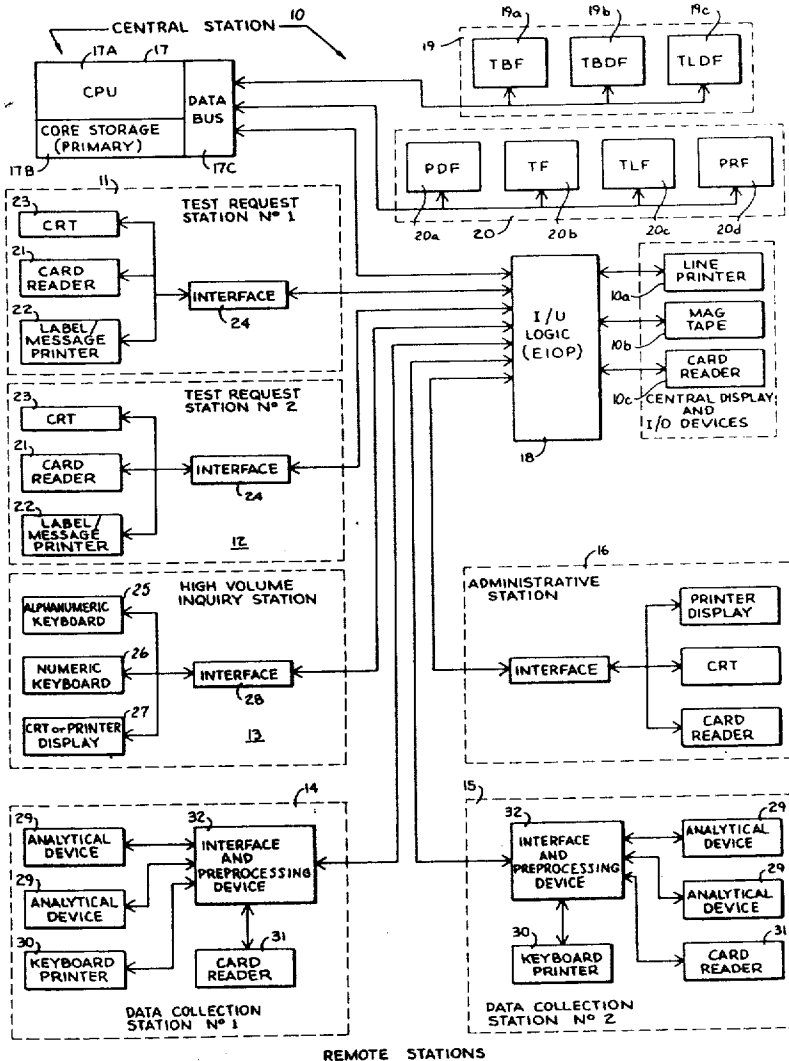 CENTRAL STATION
10
17A
17
CPU
DATA
BUS
CORE STORAGE
(PRIMARY)
17B
17C
19
19a
19b
19c
TBF
TBDF
TLDF
PDF
TF
TLF
PRF
20a
20
20b
20c
20d
11
TEST REQUEST
STATION Nº 1
23
CRT
21
CARD
READER
22
LABEL/
MESSAGE
PRINTER
INTERFACE
24
I/U
LOGIC
(EIOP)
18
LINE
PRINTER
10a
MAG
TAPE
10b
CARD
READER
10c
CENTRAL DISPLAY
AND
I/O DEVICES
TEST REQUEST
STATION Nº 2
23
CRT
21
CARD
READER
22
LABEL/
MESSAGE
PRINTER
INTERFACE
24
12
HIGH VOLUME
INQUIRY STATION
25
ALPHANUMERIC
KEYBOARD
26
NUMERIC
KEYBOARD
27
CRT or PRINTER
DISPLAY
INTERFACE
28
13
16
ADMINISTRATIVE
STATION
PRINTER
DISPLAY
INTERFACE
CRT
CARD
READER
14
29
ANALYTICAL
DEVICE
32
INTERFACE
AND
PREPROCESSING
DEVICE
29
ANALYTICAL
DEVICE
30
KEYBOARD
PRINTER
31
CARD
READER
DATA COLLECTION
STATION Nº 1
15
32
INTERFACE
AND
PREPROCESSING
DEVICE
29
ANALYTICAL
DEVICE
29
ANALYTICAL
DEVICE
30
KEYBOARD
PRINTER
31
CARD
READER
DATA COLLECTION
STATION Nº 2
REMOTE STATIONS